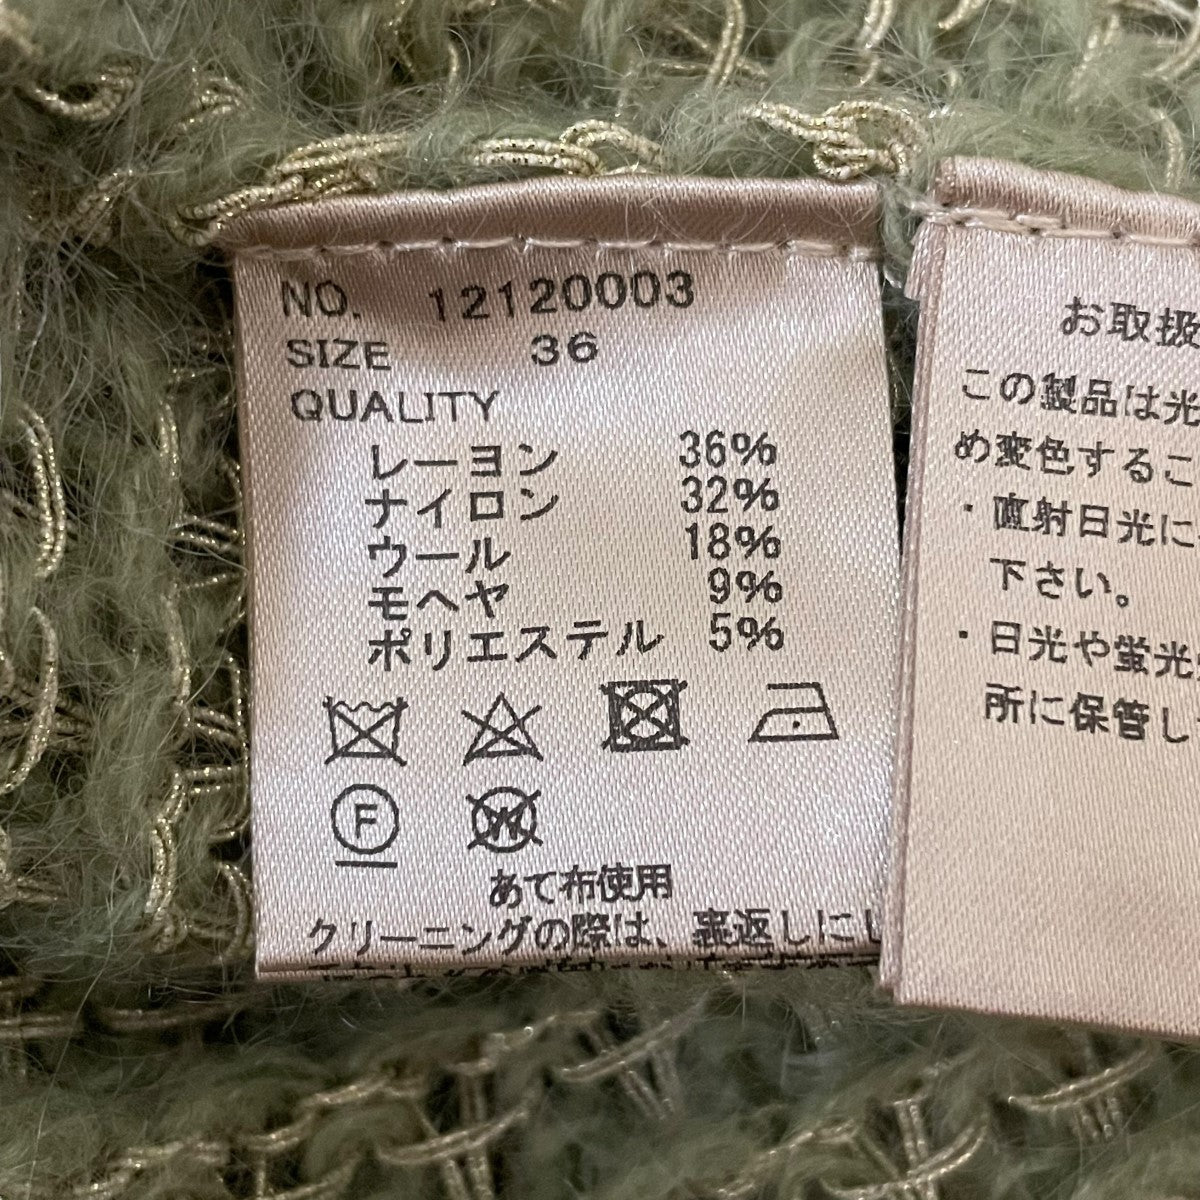 NO. 12120003
SIZE 36
QUALITY
レーヨン 36%
ナイロン 32%
ウール 18%
モヘヤ 9%
ポリエステル 5%
F
W
あて布使用
クリーニングの際は、裏返しにし
お取扱
この製品は光
め変色するこ
・直射日光に
下さい。
・日光や蛍光
所に保管し